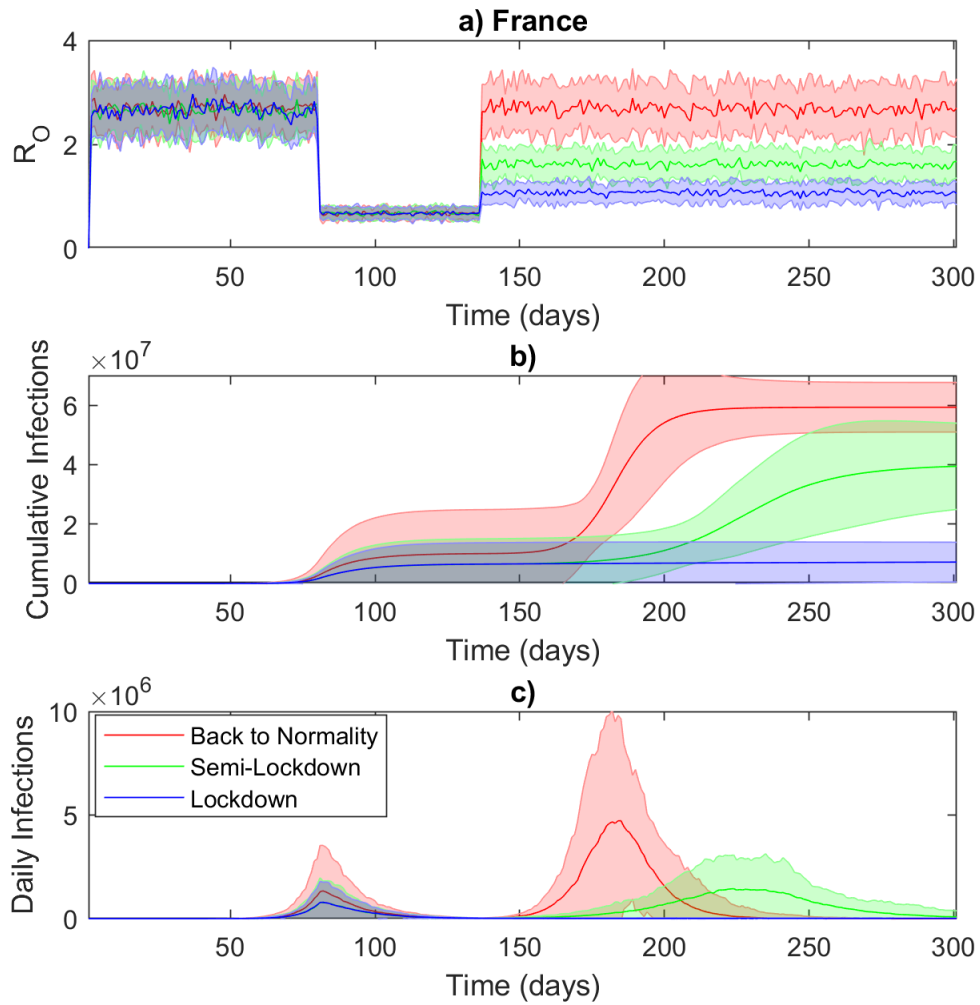 a) France
4
2
0
R_O
50 100 150 200 250 300
Time (days)
b)
×10^7
6
4
2
0
Cumulative Infections
50 100 150 200 250 300
Time (days)
c)
×10^6
10
5
0
Daily Infections
Back to Normality
Semi-Lockdown
Lockdown
50 100 150 200 250 300
Time (days)